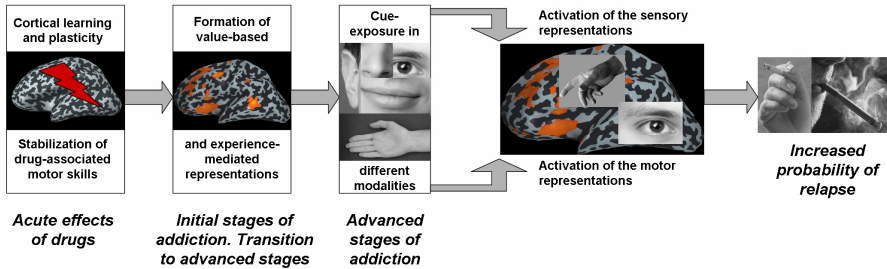 Cortical learning
and plasticity
Stabilization of
drug-associated
motor skills
Acute effects
of drugs
Formation of
value-based
and experience-
mediated
representations
Initial stages of
addiction. Transition
to advanced stages
Cue-
exposure in
different
modalities
Advanced
stages of
addiction
Activation of the sensory
representations
Activation of the motor
representations
Increased
probability of
relapse